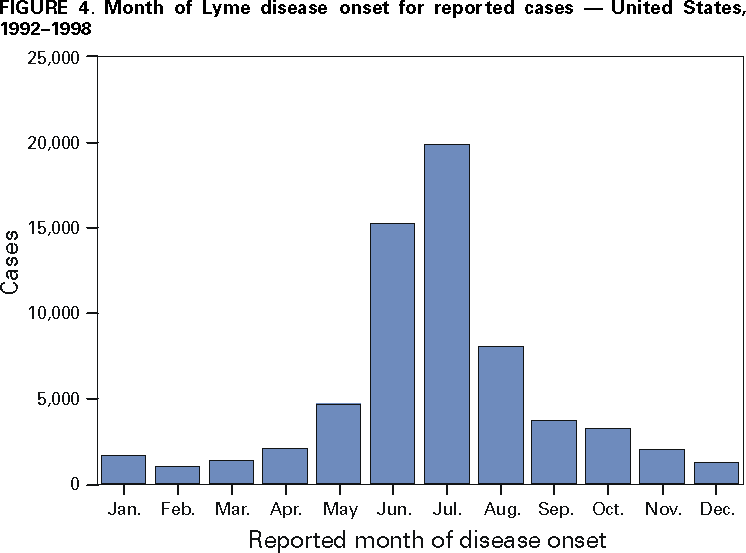 FIGURE 4. Month of Lyme disease onset for reported cases — United States,
1992–1998
25,000
20,000
15,000
10,000
5,000
0
Cases
Jan. Feb. Mar. Apr. May Jun. Jul. Aug. Sep. Oct. Nov. Dec.
Reported month of disease onset